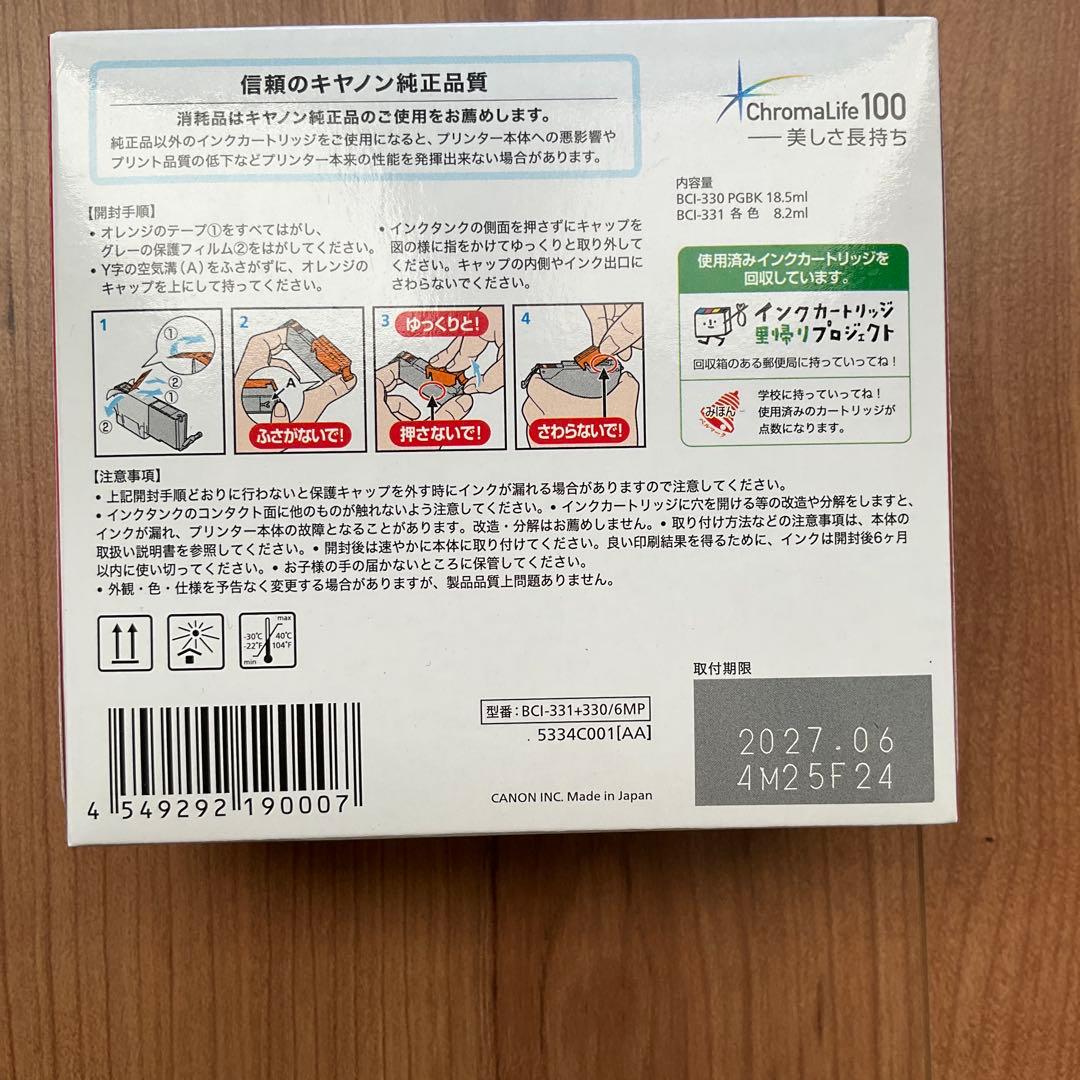 信頼のキヤノン純正品質
消耗品はキヤノン純正品のご使用をお薦めします。
純正品以外のインクカートリッジをご使用になると、プリンター本体への悪影響や
プリント品質の低下などプリンター本来の性能を発揮出来ない場合があります。
ChromaLife100
美しさ長持ち
内容量
BCI-330 PGBK 18.5ml
BCI-331 各色 8.2ml
【開封手順】
• オレンジのテープ①をすべてはがし、
グレーの保護フィルム②をはがしてください。
• Y字の空気溝(A)をふさがずに、オレンジの
キャップを上にして持ってください。
• インクタンクの側面を押さずにキャップを
図の様に指をかけてゆっくりと取り外して
ください。キャップの内側やインク出口に
さわらないでください。
使用済みインクカートリッジを
回収しています。
インクカートリッジ
里帰りプロジェクト
回収箱のある郵便局に持っていってね!
みほん
ベルマーク
学校に持っていってね!
使用済みのカートリッジが
点数になります。
1
①
②
①
②
2
A
ふさがないで!
3
ゆっくりと!
押さないで!
4
さわらないで!
【注意事項】
• 上記開封手順どおりに行わないと保護キャップを外す時にインクが漏れる場合がありますので注意してください。
• インクタンクのコンタクト面に他のものが触れないよう注意してください。• インクカートリッジに穴を開ける等の改造や分解をしますと、
インクが漏れ、プリンター本体の故障となることがあります。改造・分解はお薦めしません。• 取り付け方法などの注意事項は、本体の
取扱い説明書を参照してください。• 開封後は速やかに本体に取り付けてください。良い印刷結果を得るために、インクは開封後6ヶ月
以内に使い切ってください。• お子様の手の届かないところに保管してください。
• 外観・色・仕様を予告なく変更する場合がありますが、製品品質上問題ありません。
max
-30℃ 40℃
-22°F 104°F
min
取付期限
2027.06
4M25F24
型番:BCI-331+330/6MP
. 5334C001[AA]
4 549292 190007
CANON INC. Made in Japan